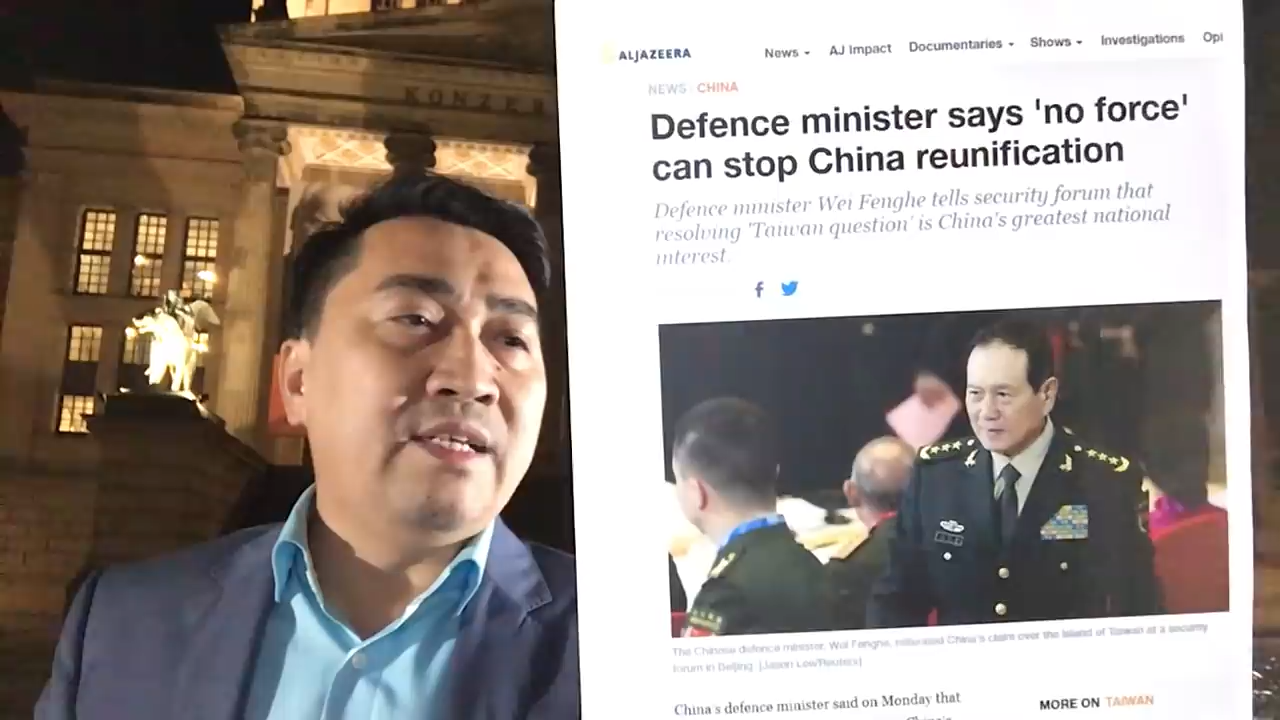 KONZER
ALJAZEERA
News
AJ Impact
Documentaries
Shows
Investigations
Opi
NEWS CHINA
Defence minister says 'no force'
can stop China reunification
Defence minister Wei Fenghe tells security forum that
resolving 'Taiwan question' is China's greatest national
interest.
The Chinese defence minister, Wei Fenghe, reiterated China's claim over the island of Taiwan at a security
forum in Beijing [Jason Lee/Reuters]
China's defence minister said on Monday that
MORE ON TAIWAN